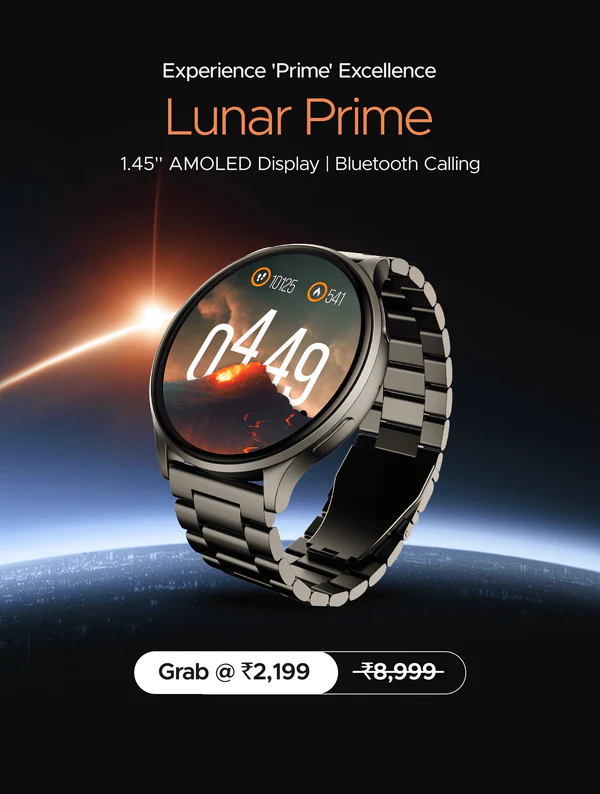 Experience 'Prime' Excellence
Lunar Prime
1.45" AMOLED Display | Bluetooth Calling
10125 541
04 49
Grab @ ₹2,199 ₹8,999